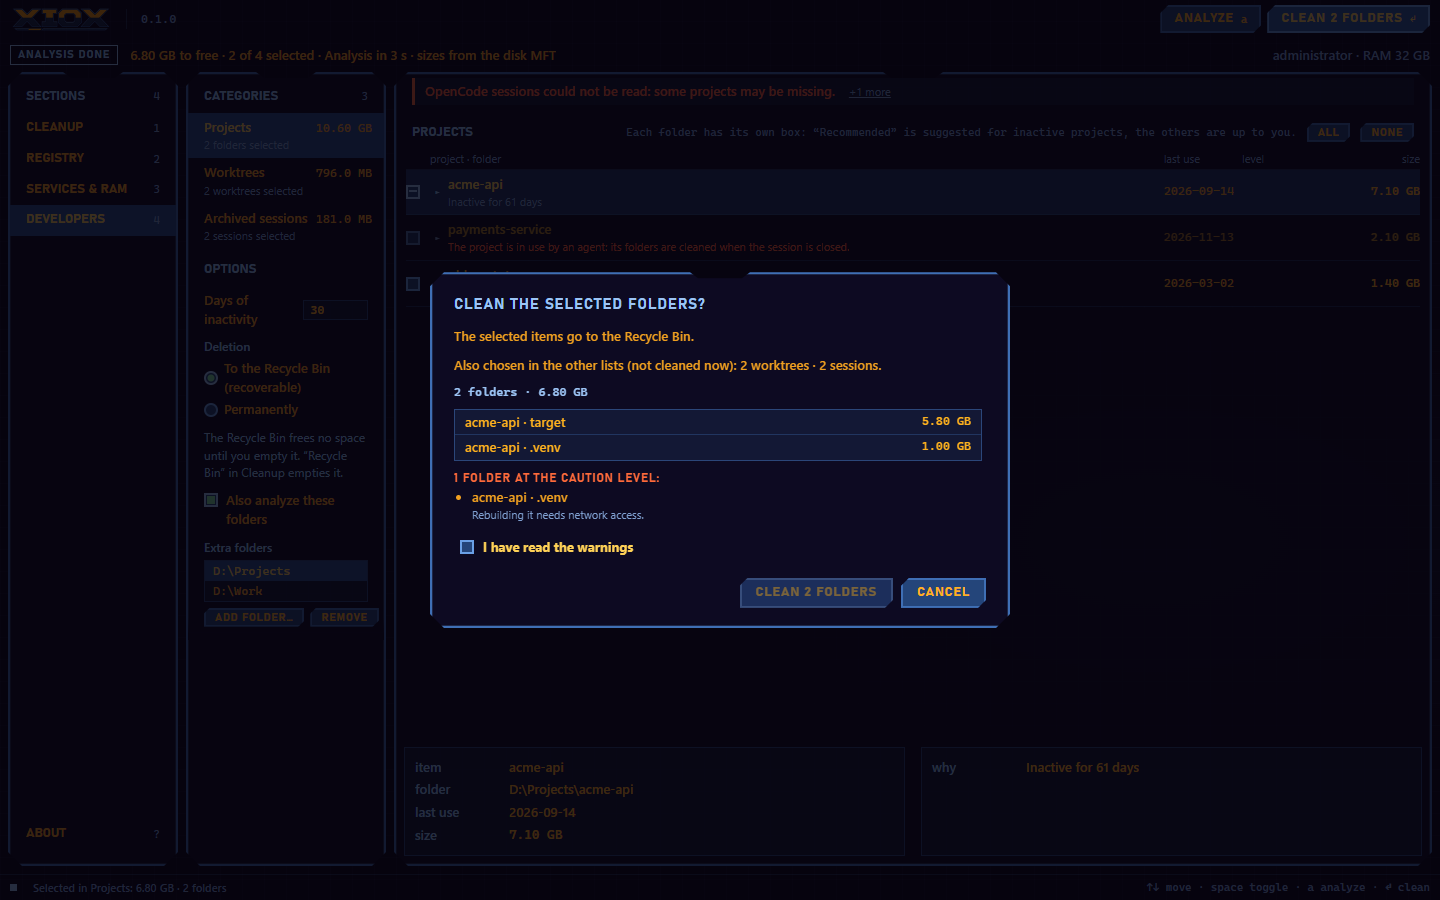 XTOX
0.1.0
ANALYZE a
CLEAN 2 FOLDERS ↲
ANALYSIS DONE
6.80 GB to free · 2 of 4 selected · Analysis in 3 s · sizes from the disk MFT
administrator · RAM 32 GB
SECTIONS 4
CLEANUP 1
REGISTRY 2
SERVICES & RAM 3
DEVELOPERS 4
ABOUT ?
CATEGORIES 3
Projects 10.60 GB
2 folders selected
Worktrees 796.0 MB
2 worktrees selected
Archived sessions 181.0 MB
2 sessions selected
OPTIONS
Days of
inactivity
30
Deletion
To the Recycle Bin
(recoverable)
Permanently
The Recycle Bin frees no space
until you empty it. "Recycle
Bin" in Cleanup empties it.
Also analyze these
folders
Extra folders
D:\Projects
D:\Work
ADD FOLDER…
REMOVE
OpenCode sessions could not be read: some projects may be missing. +1 more
PROJECTS
Each folder has its own box: "Recommended" is suggested for inactive projects, the others are up to you.
ALL
NONE
project · folder last use level size
acme-api 2026-09-14 7.10 GB
Inactive for 61 days
payments-service 2026-11-13 2.10 GB
The project is in use by an agent: its folders are cleaned when the session is closed.
2026-03-02 1.40 GB
CLEAN THE SELECTED FOLDERS?
The selected items go to the Recycle Bin.
Also chosen in the other lists (not cleaned now): 2 worktrees · 2 sessions.
2 folders · 6.80 GB
acme-api · target 5.80 GB
acme-api · .venv 1.00 GB
1 FOLDER AT THE CAUTION LEVEL:
• acme-api · .venv
Rebuilding it needs network access.
I have read the warnings
CLEAN 2 FOLDERS
CANCEL
item acme-api
folder D:\Projects\acme-api
last use 2026-09-14
size 7.10 GB
why Inactive for 61 days
Selected in Projects: 6.80 GB · 2 folders
↑↓ move · space toggle · a analyze · ↲ clean